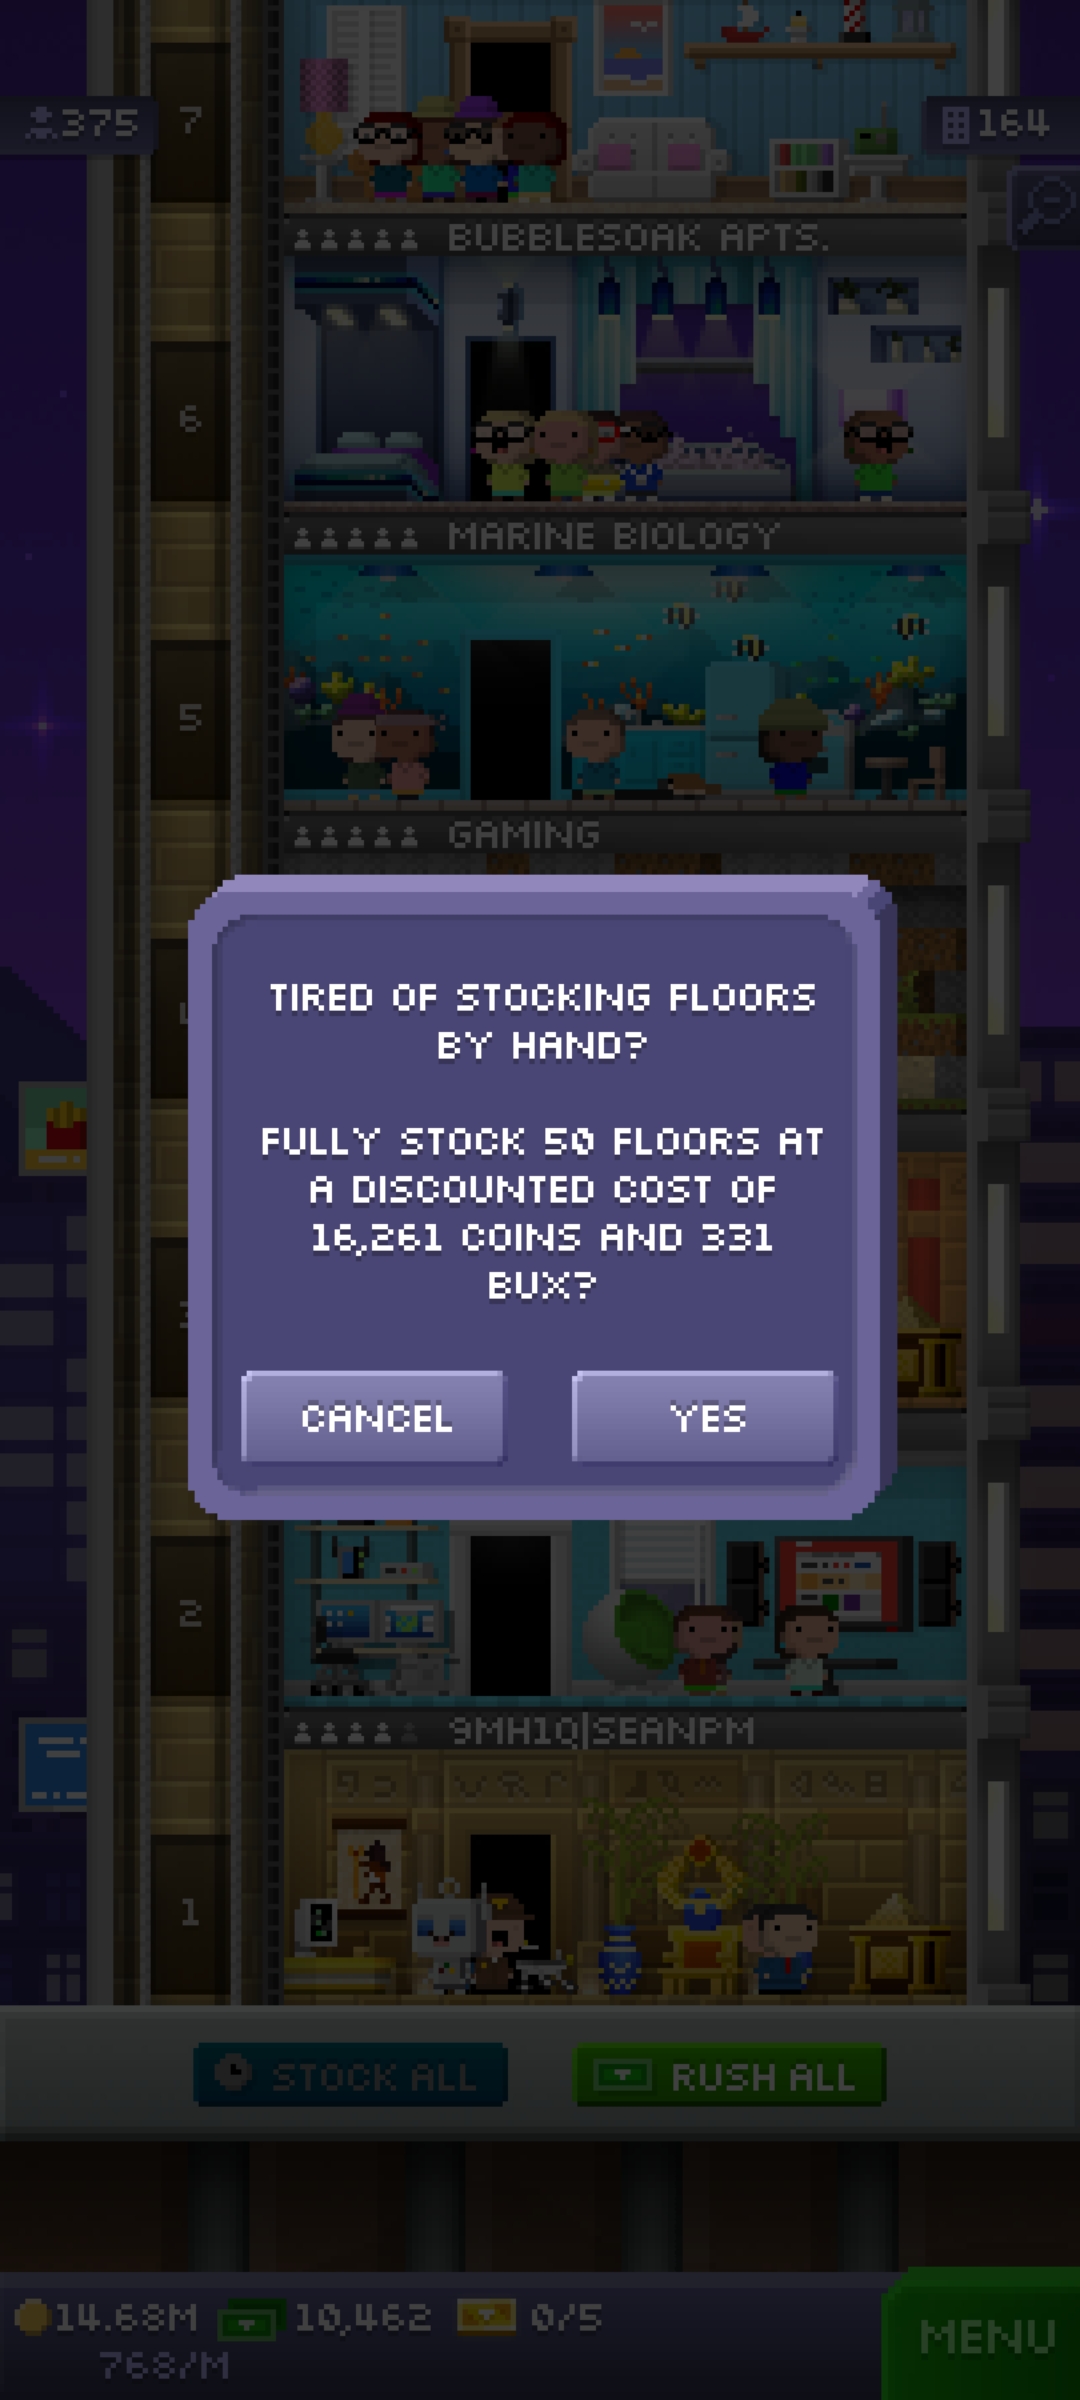 375
7
164
BUBBLESOAK APTS.
6
MARINE BIOLOGY
5
GAMING
TIRED OF STOCKING FLOORS
BY HAND?
FULLY STOCK 50 FLOORS AT
A DISCOUNTED COST OF
16,261 COINS AND 331
BUX?
CANCEL
YES
2
9MH1Q|SEANPM
1
STOCK ALL
RUSH ALL
14.68M
10,462
0/5
768/M
MENU